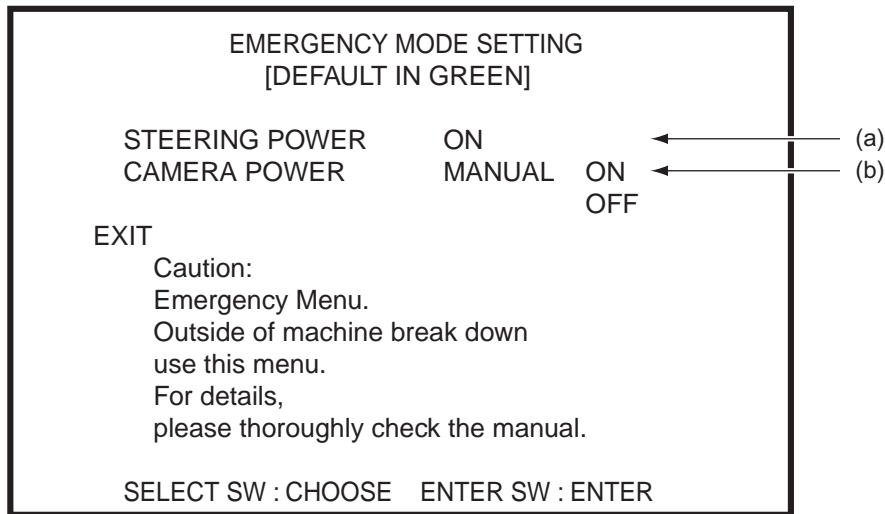 EMERGENCY MODE SETTING
[DEFAULT IN GREEN]
STEERING POWER ON (a)
CAMERA POWER MANUAL ON (b)
OFF
EXIT
Caution:
Emergency Menu.
Outside of machine break down
use this menu.
For details,
please thoroughly check the manual.
SELECT SW : CHOOSE ENTER SW : ENTER